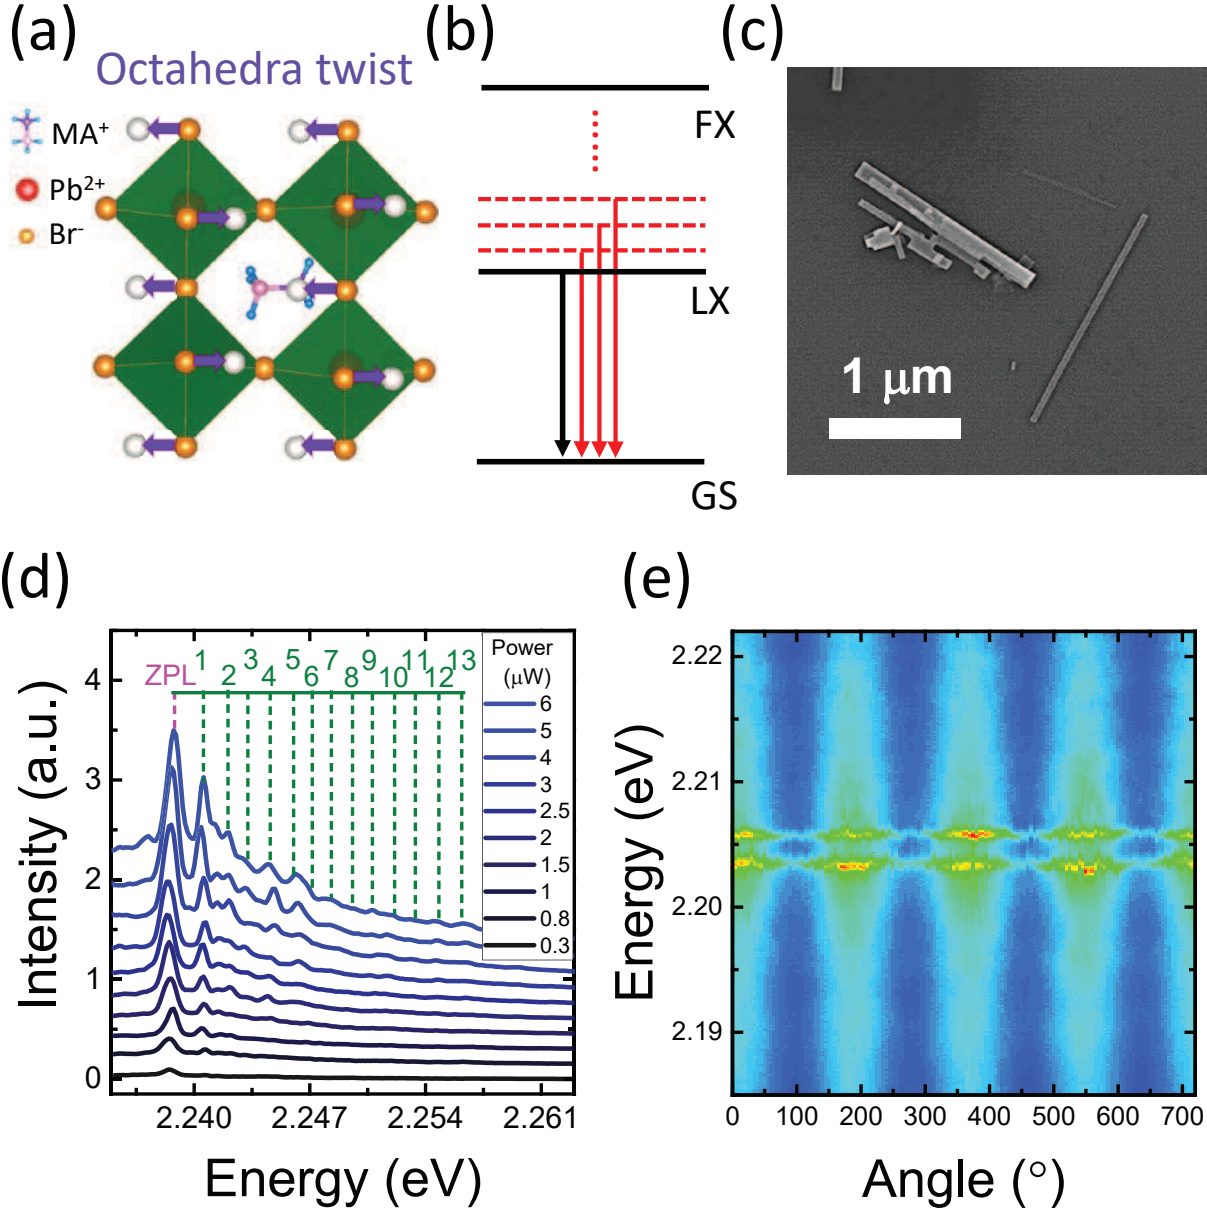 (a)
Octahedra twist
MA⁺
Pb²⁺
Br⁻
(b)
FX
LX
GS
(c)
1 μm
(d)
Intensity (a.u.)
4
3
2
1
0
ZPL
1 2 3 4 5 6 7 8 9 10 11 12 13
Power
(μW)
6
5
4
3
2.5
2
1.5
1
0.8
0.3
2.240 2.247 2.254 2.261
Energy (eV)
(e)
Energy (eV)
2.22
2.21
2.20
2.19
0 100 200 300 400 500 600 700
Angle (°)